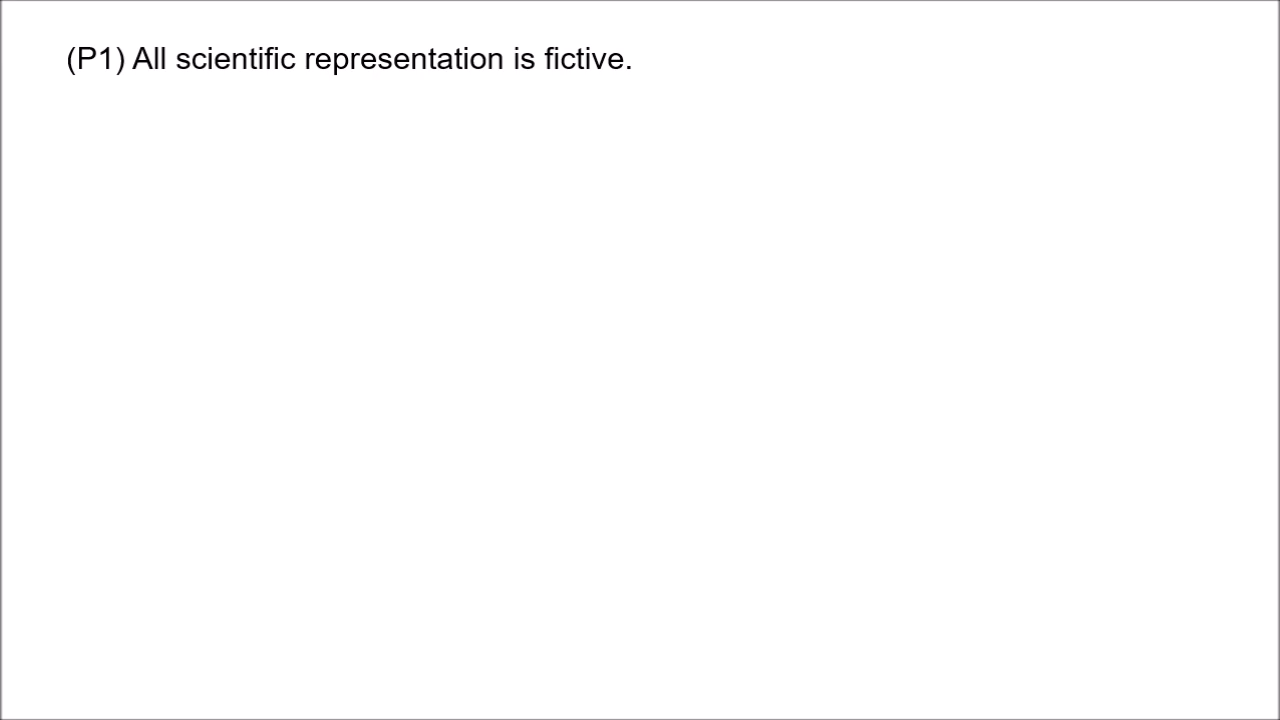 (P1) All scientific representation is fictive.